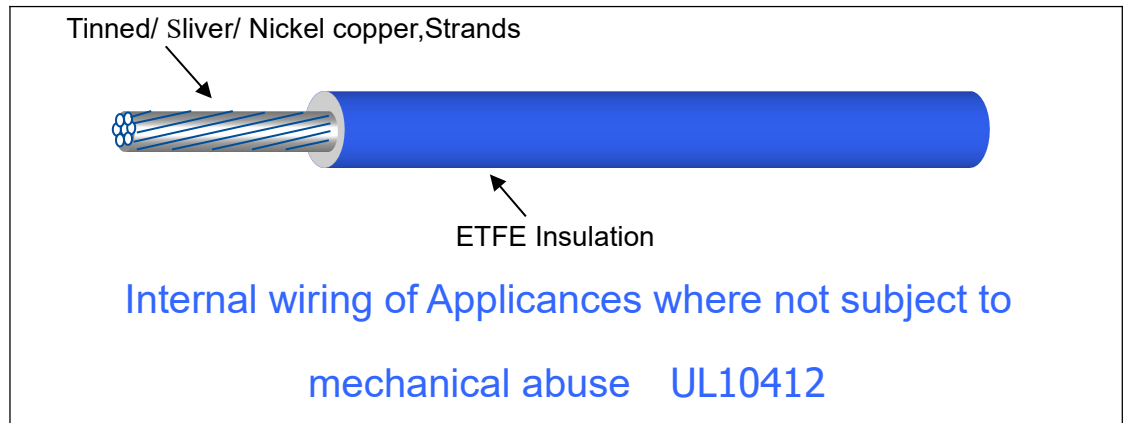 Tinned/ Sliver/ Nickel copper,Strands
ETFE Insulation
Internal wiring of Applicances where not subject to
mechanical abuse UL10412